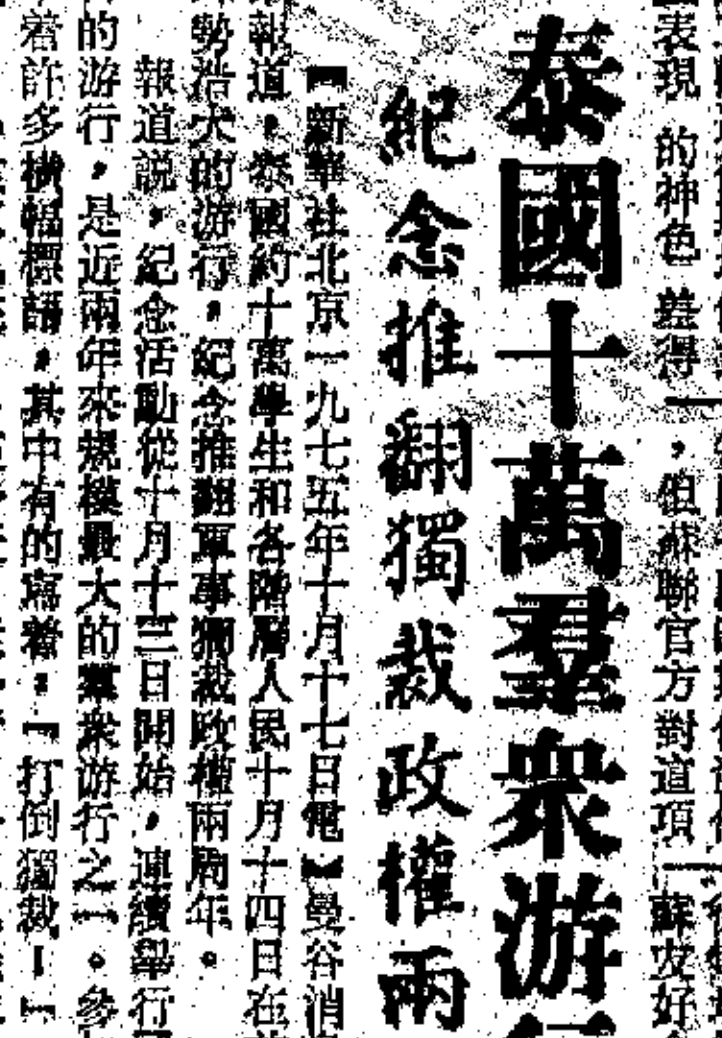 表現的神色
，但蘇聯官方對道項
蘇友好
泰國十萬羣衆游
紀念推翻獨裁政權兩
【新華社北京一九七五年十月十七日電】曼谷消
報道，泰國約十萬學生和各階層人民十月十四日在
勢浩大的游行，紀念推翻軍事獨裁政權兩周年。
報道説，紀念活動從十月十三日開始，連續舉行
的游行，是近兩年來規模最大的羣衆游行之一。參
着許多橫幅標語，其中有的寫着：『打倒獨裁！』